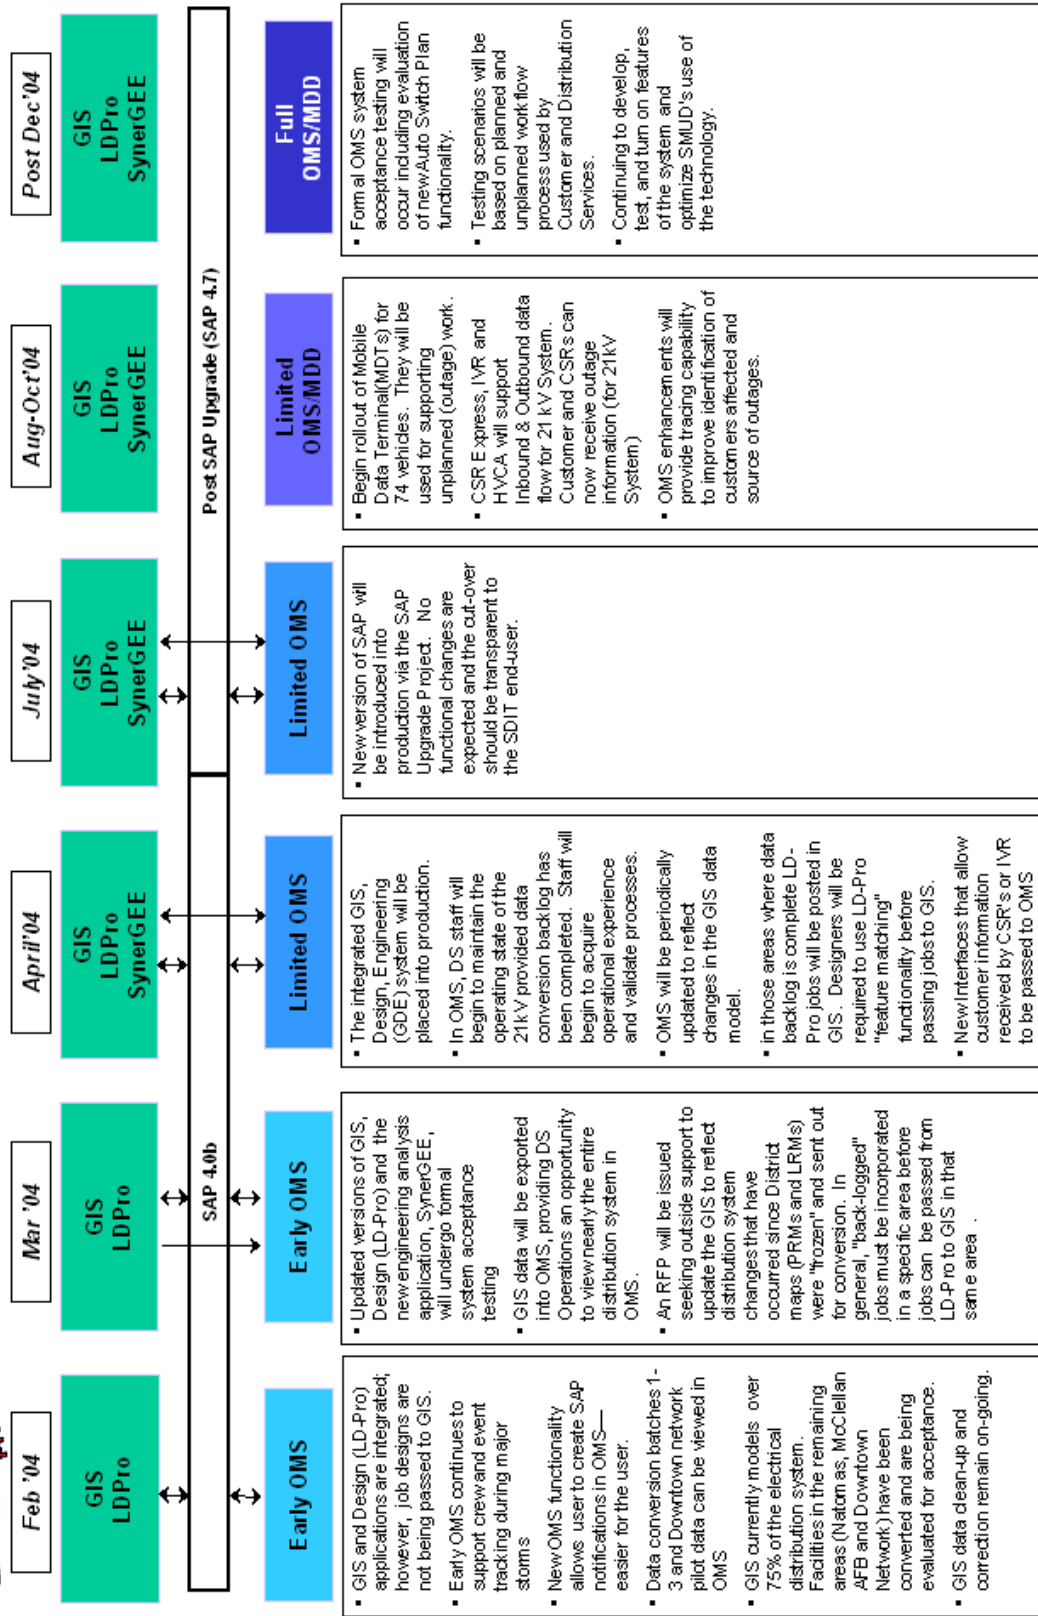 Feb '04
GIS
LDPro
Early OMS
▪ GIS and Design (LD-Pro)
applications are integrated;
however, job designs are
not being passed to GIS.
▪ Early OMS continues to
support crew and event
tracking during major
storms
▪ New OMS functionality
allows user to create SAP
notifications in OMS—
easier for the user.
▪ Data conversion batches 1-
3 and Downtown network
pilot data can be viewed in
OMS
▪ GIS currently models over
75% of the electrical
distribution system.
Facilities in the remaining
areas (Natomas, McClellan
AFB and Downtown
Network) have been
converted and are being
evaluated for acceptance.
▪ GIS data clean-up and
correction remain on-going.
Mar '04
GIS
LDPro
SAP 4.0b
Early OMS
▪ Updated versions of GIS,
Design (LD-Pro) and the
new engineering analysis
application, SynerGEE,
will undergo formal
system acceptance
testing
▪ GIS data will be exported
into OMS, providing DS
Operations an opportunity
to view nearly the entire
distribution system in
OMS.
▪ An RFP will be issued
seeking outside support to
update the GIS to reflect
distribution system
changes that have
occurred since District
maps (PRMs and LRMs)
were "frozen" and sent out
for conversion. In
general, "back-logged"
jobs must be incorporated
in a specific area before
jobs can be passed from
LD-Pro to GIS in that
same area .
April'04
GIS
LDPro
SynerGEE
Limited OMS
▪ The integrated GIS,
Design, Engineering
(GDE) system will be
placed into production.
▪ In OMS, DS staff will
begin to maintain the
operating state of the
21kV provided data
conversion backlog has
been completed. Staff will
begin to acquire
operational experience
and validate processes.
▪ OMS will be periodically
updated to reflect
changes in the GIS data
model.
▪ in those areas where data
backlog is complete LD-
Pro jobs will be posted in
GIS. Designers will be
required to use LD-Pro
"feature matching"
functionality before
passing jobs to GIS.
▪ New Interfaces that allow
customer information
received by CSR's or IVR
to be passed to OMS
July'04
GIS
LDPro
SynerGEE
Limited OMS
▪ New version of SAP will
be introduced into
production via the SAP
Upgrade Project. No
functional changes are
expected and the cut-over
should be transparent to
the SDIT end-user.
Aug-Oct'04
GIS
LDPro
SynerGEE
Post SAP Upgrade (SAP 4.7)
Limited
OMS/MDD
▪ Begin rollout of Mobile
Data Terminal(MDTs) for
74 vehicles. They will be
used for supporting
unplanned (outage) work.
▪ CSR Express, IVR and
HVCA will support
Inbound & Outbound data
flow for 21 kV System.
Customer and CSRs can
now receive outage
information (for 21kV
System)
▪ OMS enhancements will
provide tracing capability
to improve identification of
customers affected and
source of outages.
Post Dec'04
GIS
LDPro
SynerGEE
Full
OMS/MDD
▪ Formal OMS system
acceptance testing will
occur including evaluation
of new Auto Switch Plan
functionality.
▪ Testing scenarios will be
based on planned and
unplanned workflow
process used by
Customer and Distribution
Services.
▪ Continuing to develop,
test, and turn on features
of the system and
optimize SMUD's use of
the technology.